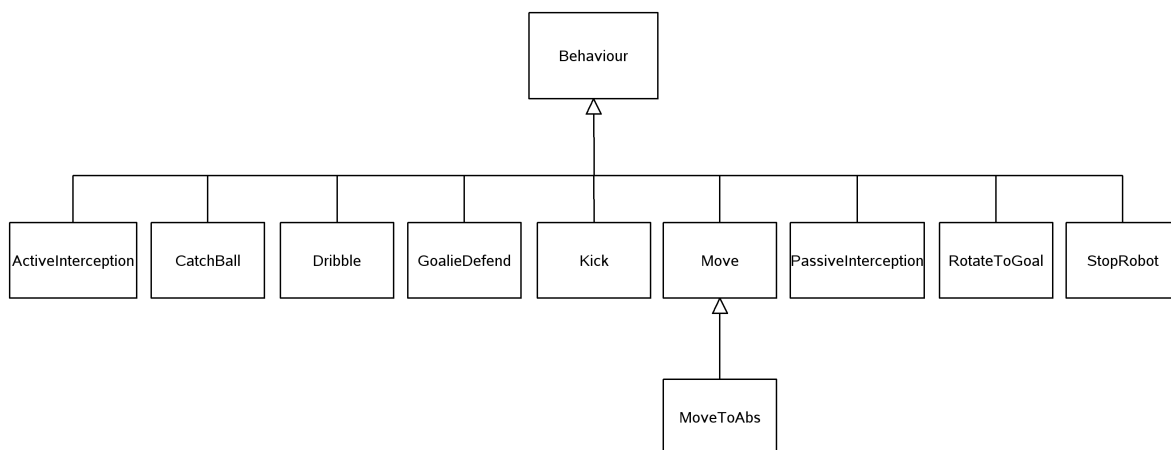 Behaviour
ActiveInterception
CatchBall
Dribble
GoalieDefend
Kick
Move
PassiveInterception
RotateToGoal
StopRobot
MoveToAbs